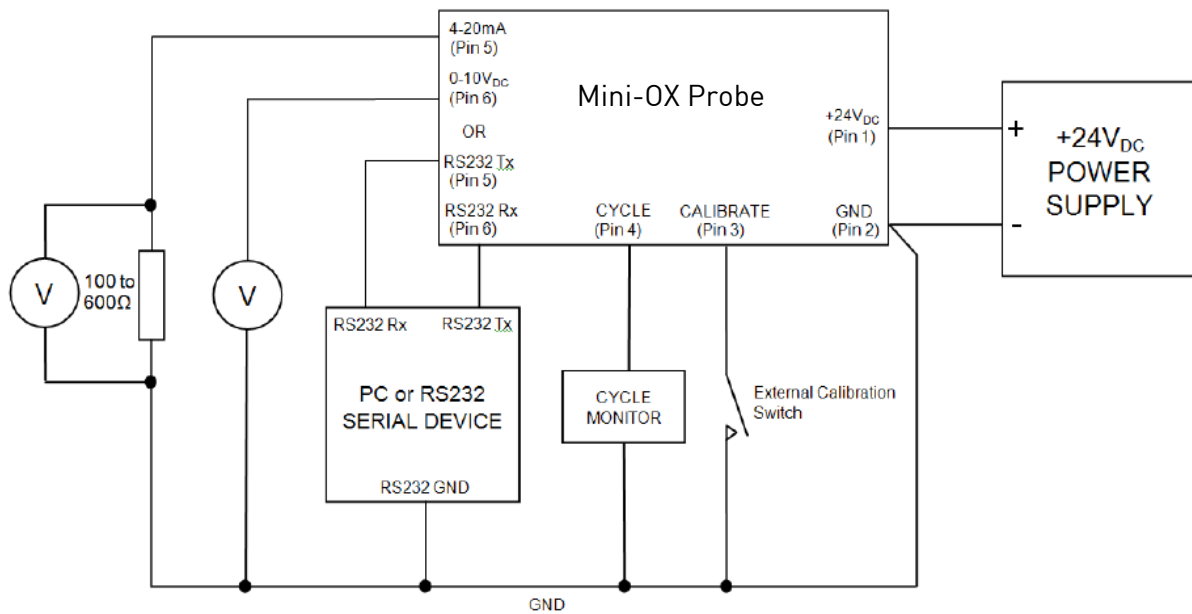 4-20mA
(Pin 5)
0-10VDC
(Pin 6)
OR
RS232 Tx
(Pin 5)
RS232 Rx
(Pin 6)
Mini-OX Probe
+24VDC
(Pin 1)
CYCLE
(Pin 4)
CALIBRATE
(Pin 3)
GND
(Pin 2)
+
-
+24VDC
POWER
SUPPLY
V
100 to
600Ω
V
RS232 Rx
RS232 Tx
PC or RS232
SERIAL DEVICE
RS232 GND
CYCLE
MONITOR
External Calibration
Switch
GND